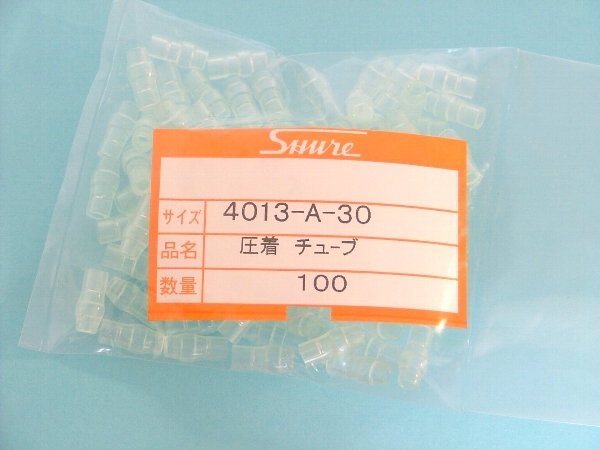 SHURE
サイズ 4013-A-30
品名 圧着 チューブ
数量 100